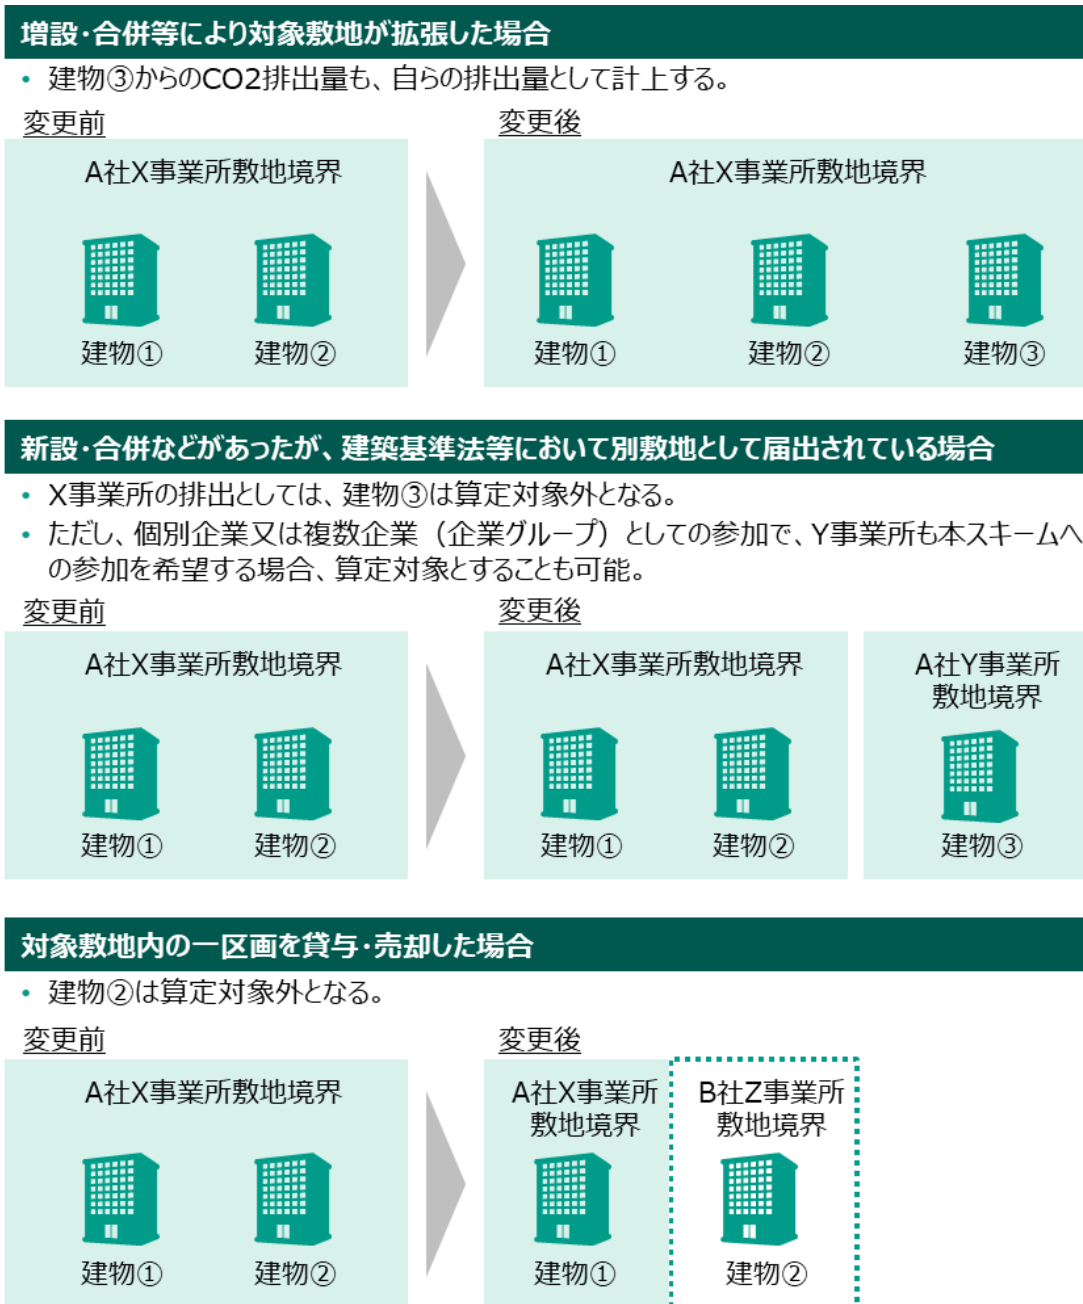 増設・合併等により対象敷地が拡張した場合
• 建物③からのCO2排出量も、自らの排出量として計上する。
変更前
変更後
A社X事業所敷地境界
A社X事業所敷地境界
建物①
建物②
建物①
建物②
建物③
新設・合併などがあったが、建築基準法等において別敷地として届出されている場合
• X事業所の排出としては、建物③は算定対象外となる。
• ただし、個別企業又は複数企業（企業グループ）としての参加で、Y事業所も本スキームへ
の参加を希望する場合、算定対象とすることも可能。
変更前
変更後
A社X事業所敷地境界
A社X事業所敷地境界
A社Y事業所
敷地境界
建物①
建物②
建物①
建物②
建物③
対象敷地内の一区画を貸与・売却した場合
• 建物②は算定対象外となる。
変更前
変更後
A社X事業所敷地境界
A社X事業所
敷地境界
B社Z事業所
敷地境界
建物①
建物②
建物①
建物②